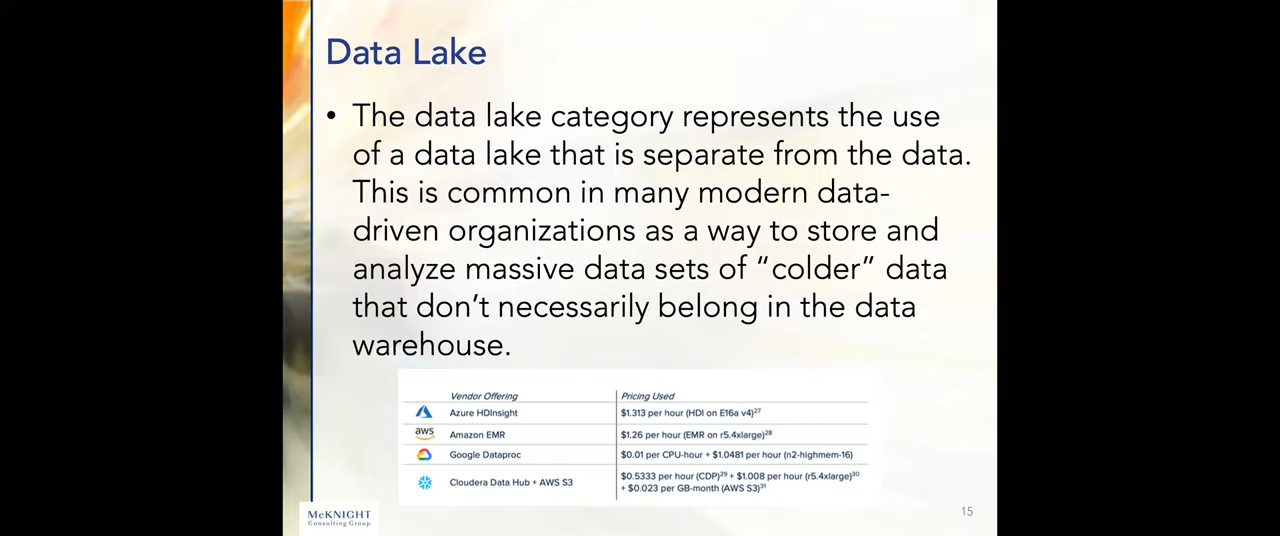 Data Lake
• The data lake category represents the use
of a data lake that is separate from the data.
This is common in many modern data-
driven organizations as a way to store and
analyze massive data sets of “colder” data
that don’t necessarily belong in the data
warehouse.
Vendor Offering Pricing Used
Azure HDInsight $1.313 per hour (HDI on E16a v4)²⁷
aws Amazon EMR $1.26 per hour (EMR on r5.4xlarge)²⁸
Google Dataproc $0.01 per CPU-hour + $1.0481 per hour (n2-highmem-16)
Cloudera Data Hub + AWS S3 $0.5333 per hour (CDP)²⁹ + $1.008 per hour (r5.4xlarge)³⁰
+ $0.023 per GB-month (AWS S3)³¹
McKNIGHT
Consulting Group
15